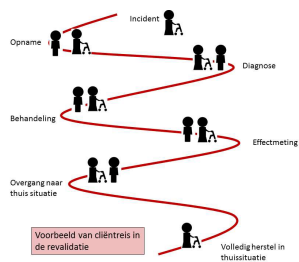 Incident
Opname
Diagnose
Behandeling
Effectmeting
Overgang naar
thuis situatie
Voorbeeld van cliëntreis in
de revalidatie
Volledig herstel in
thuissituatie